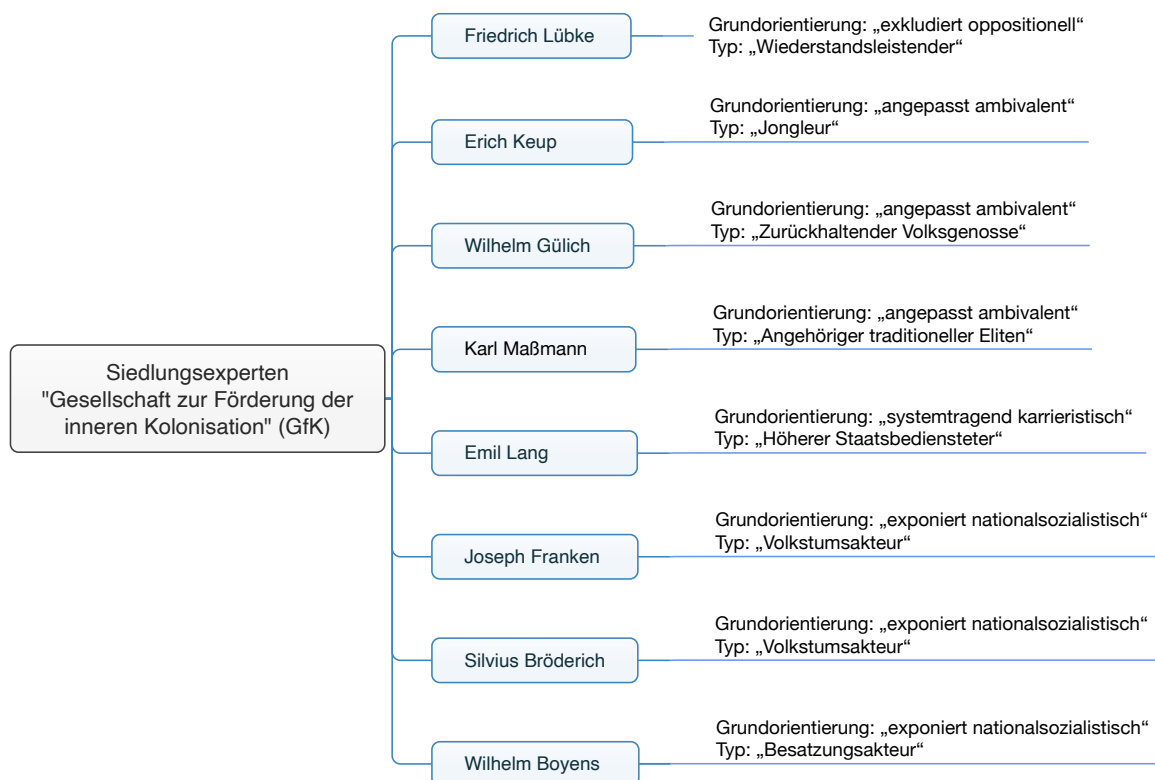 Friedrich Lübke
Grundorientierung: „exkludiert oppositionell“
Typ: „Wiederstandsleistender“
Erich Keup
Grundorientierung: „angepasst ambivalent“
Typ: „Jongleur“
Wilhelm Gülich
Grundorientierung: „angepasst ambivalent“
Typ: „Zurückhaltender Volksgenosse“
Karl Maßmann
Grundorientierung: „angepasst ambivalent“
Typ: „Angehöriger traditioneller Eliten“
Siedlungsexperten
"Gesellschaft zur Förderung der
inneren Kolonisation" (GfK)
Emil Lang
Grundorientierung: „systemtragend karrieristisch“
Typ: „Höherer Staatsbediensteter“
Joseph Franken
Grundorientierung: „exponiert nationalsozialistisch“
Typ: „Volkstumsakteur“
Silvius Bröderich
Grundorientierung: „exponiert nationalsozialistisch“
Typ: „Volkstumsakteur“
Wilhelm Boyens
Grundorientierung: „exponiert nationalsozialistisch“
Typ: „Besatzungsakteur“